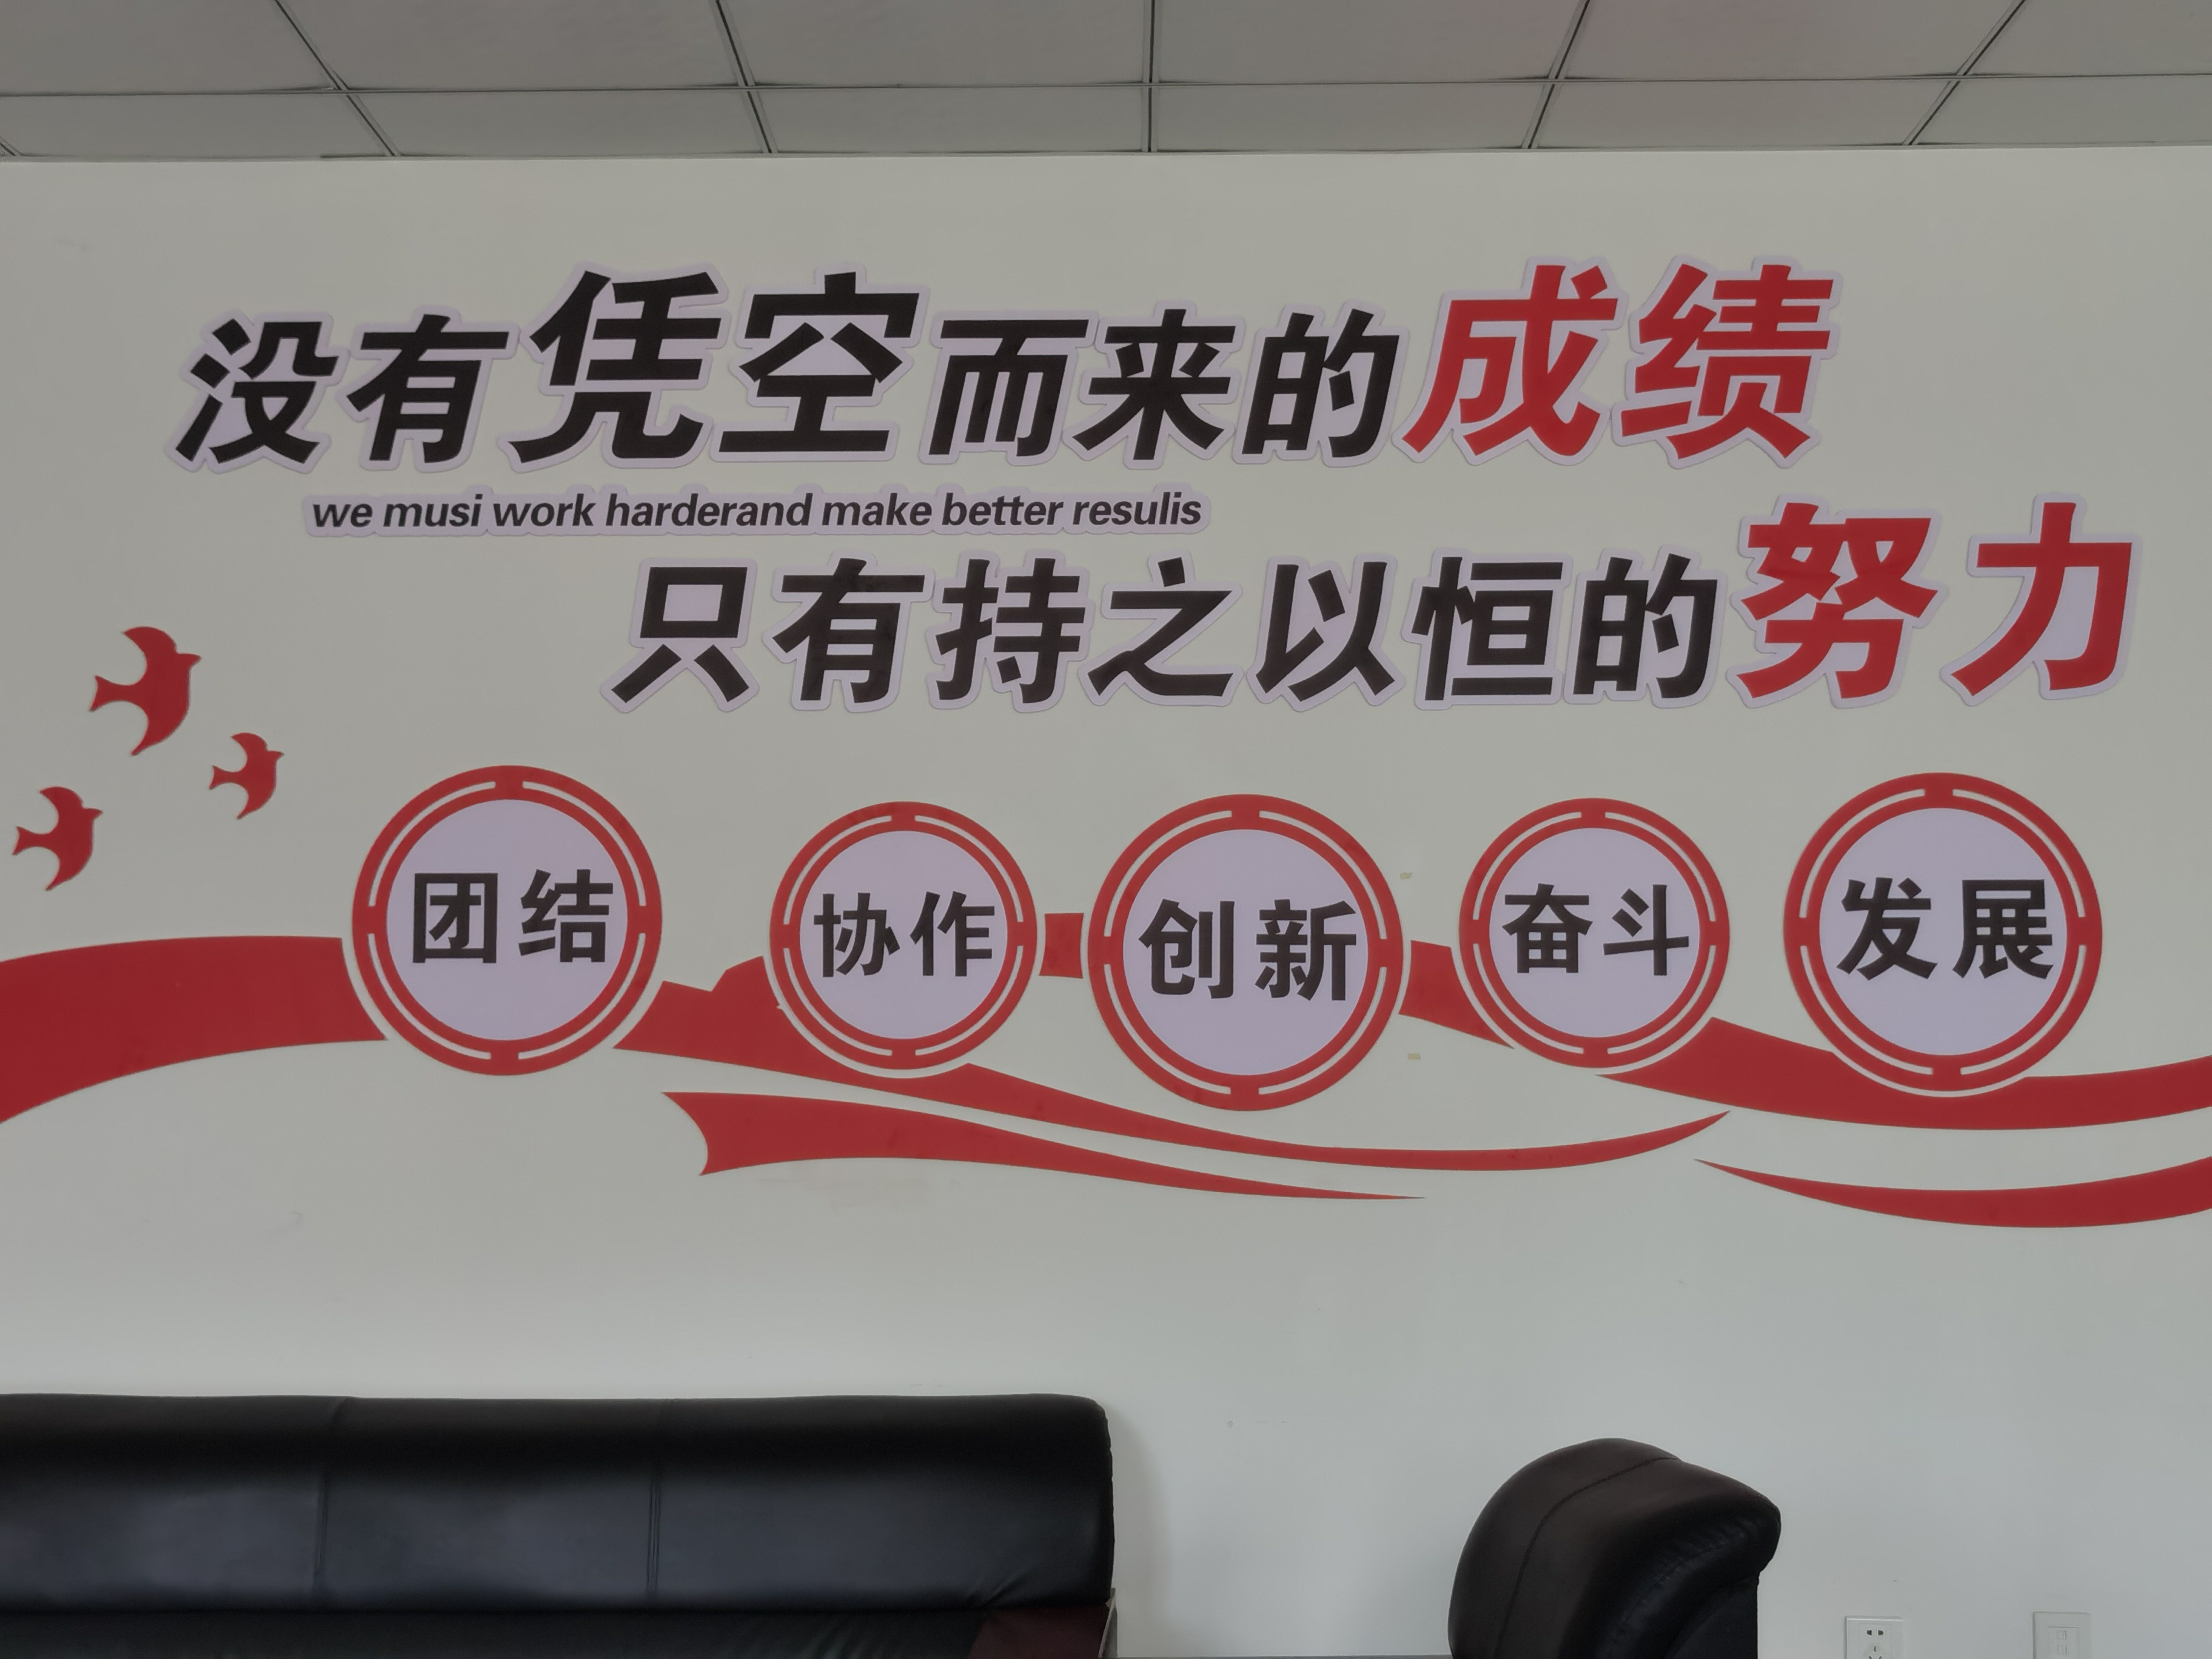 没有凭空而来的成绩
we musi work harderand make better resulis
只有持之以恒的努力
团结
协作
创新
奋斗
发展